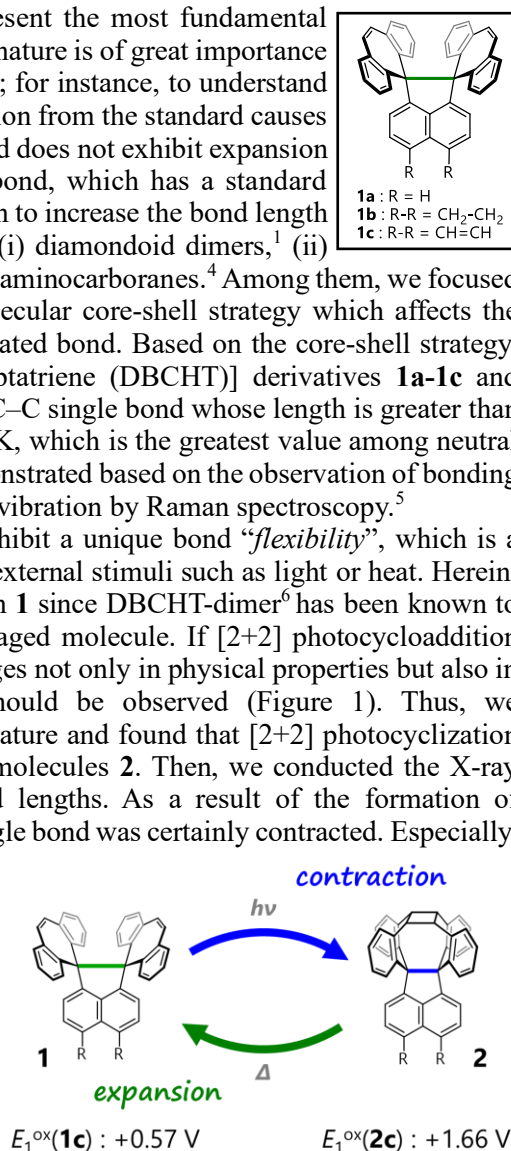 esent the most fundamental
nature is of great importance
; for instance, to understand
ion from the standard causes
d does not exhibit expansion
bond, which has a standard
n to increase the bond length
(i) diamondoid dimers,1 (ii)
aminocarboranes.4 Among them, we focused
lecular core-shell strategy which affects the
ated bond. Based on the core-shell strategy
ptatriene (DBCHT)] derivatives 1a-1c and
C–C single bond whose length is greater than
K, which is the greatest value among neutral
nstrated based on the observation of bonding
vibration by Raman spectroscopy.5
hibit a unique bond “flexibility”, which is a
external stimuli such as light or heat. Herein
n 1 since DBCHT-dimer6 has been known to
aged molecule. If [2+2] photocycloaddition
ges not only in physical properties but also in
hould be observed (Figure 1). Thus, we
ature and found that [2+2] photocyclization
molecules 2. Then, we conducted the X-ray
d lengths. As a result of the formation of
gle bond was certainly contracted. Especially
R R
1a : R = H
1b : R-R = CH2-CH2
1c : R-R = CH=CH
contraction
hν
1 R R
R R 2
Δ
expansion
E1ox(1c) : +0.57 V
E1ox(2c) : +1.66 V